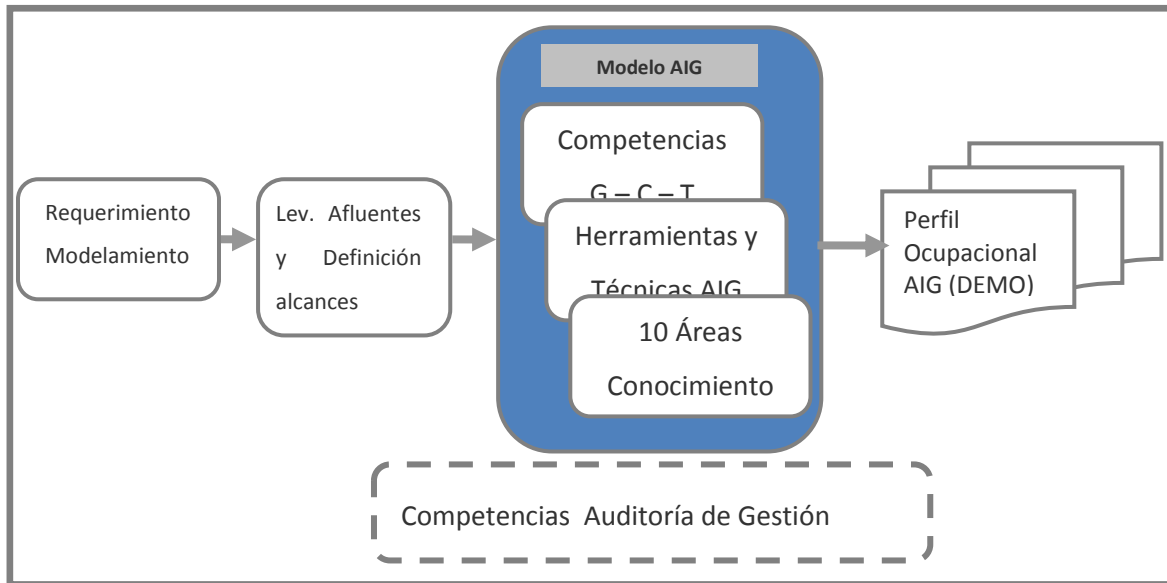 Modelo AIG
Competencias
G – C – T
Herramientas y
Técnicas AIG
10 Áreas
Conocimiento
Requerimiento
Modelamiento
Lev. Afluentes
y Definición
alcances
Perfil
Ocupacional
AIG (DEMO)
Competencias Auditoría de Gestión